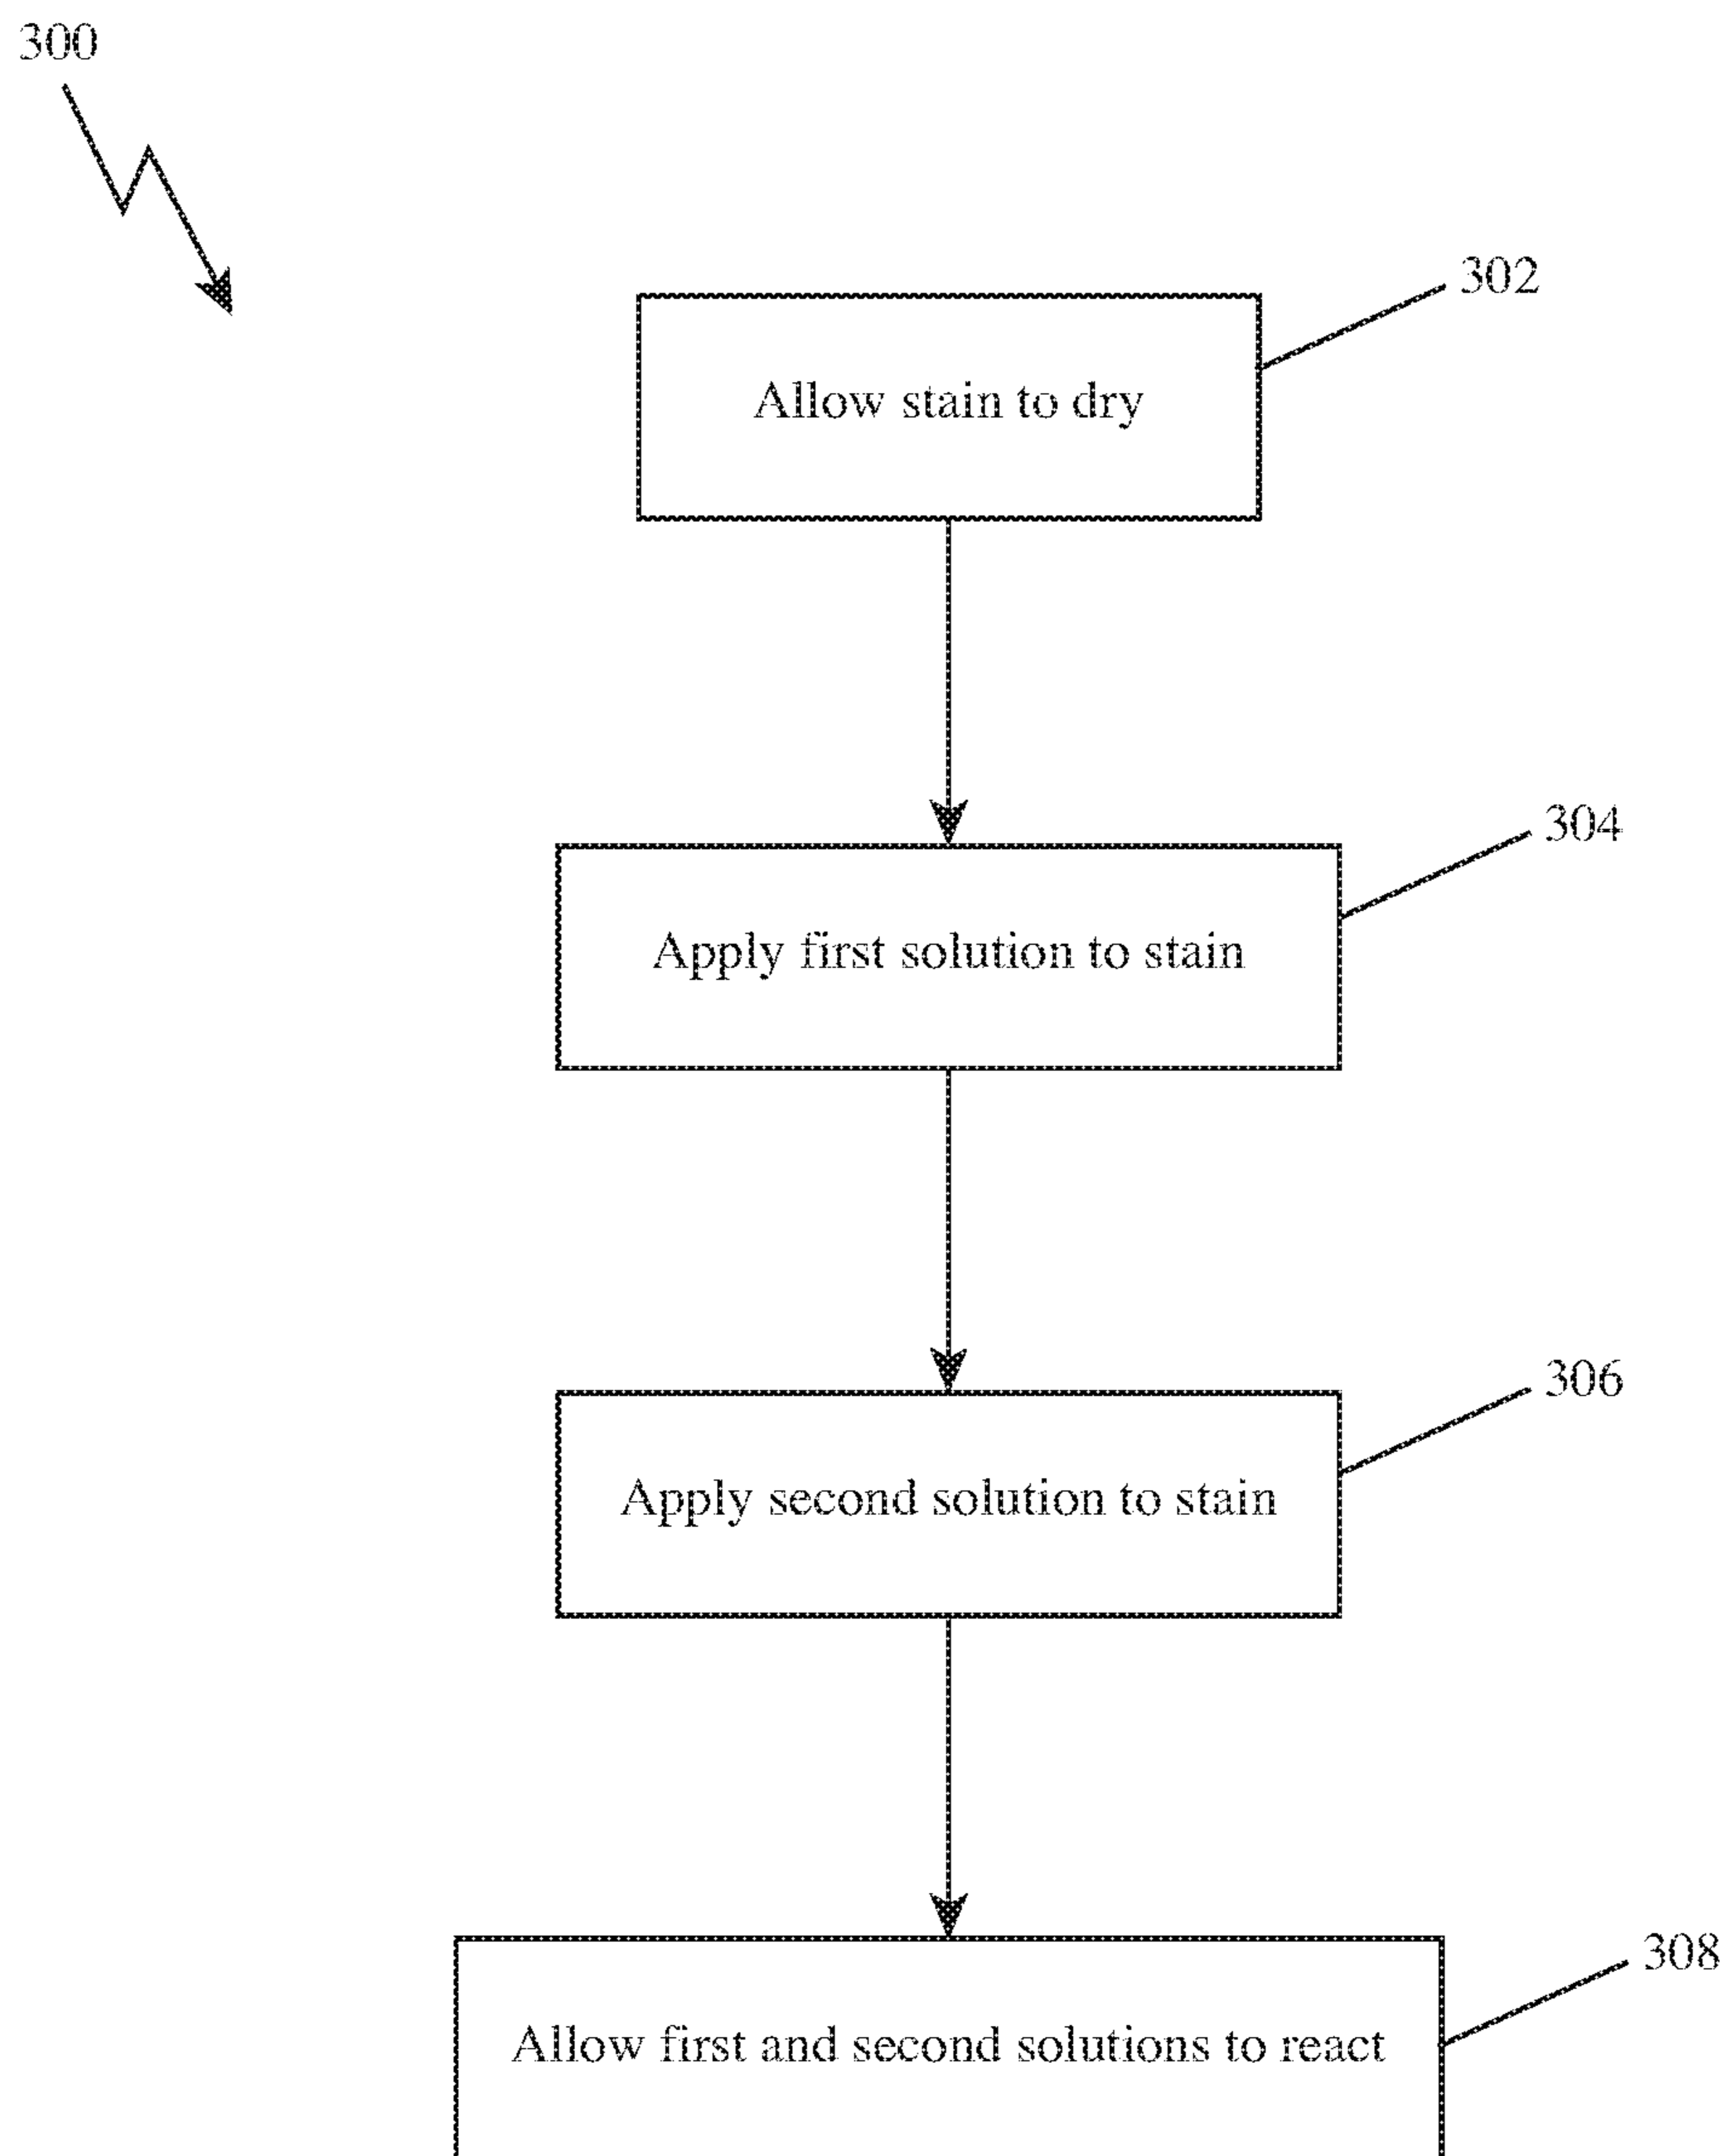 300
302
Allow stain to dry
304
Apply first solution to stain
306
Apply second solution to stain
308
Allow first and second solutions to react